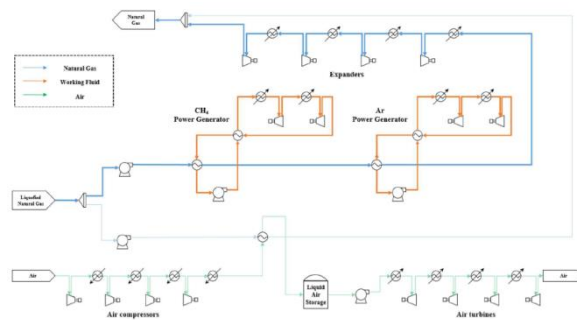 Natural
Gas
Natural Gas
Working Fluid
Air
Expanders
CH4
Power Generator
Ar
Power Generator
Liquefied
Natural Gas
Air
Liquid
Air
Storage
Air
Air compressors
Air turbines